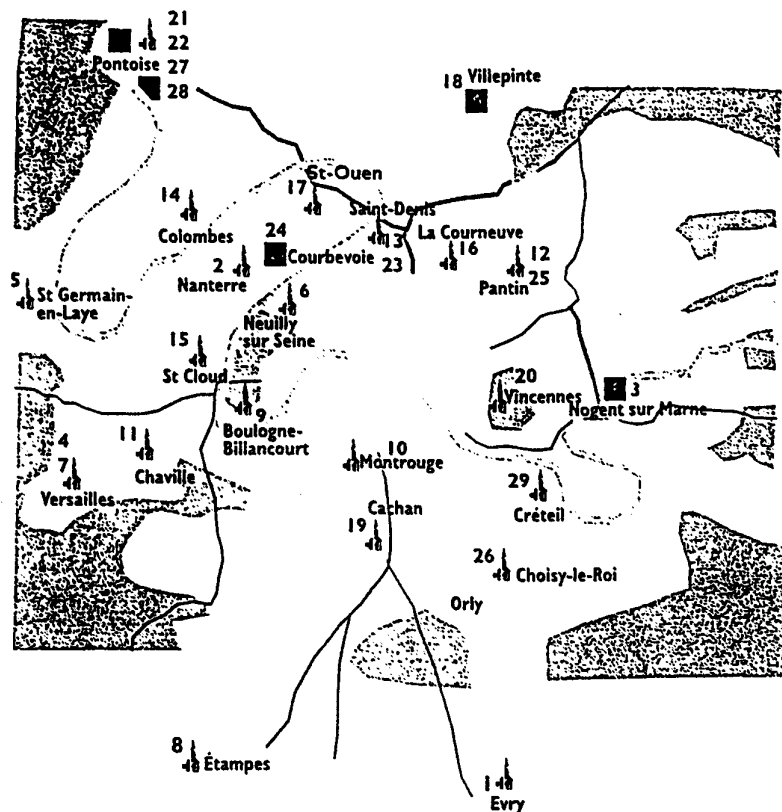 21
22
Pontoise
27
28
18 Villepinte
St-Ouen
14
17
Saint-Denis
Colombes
24
La Courneuve
13
16
12
2
Courbevoie
23
25
Nanterre
Pantin
5
St Germain-
en-Laye
6
Neuilly
sur Seine
15
St Cloud
20
Vincennes
3
Nogent sur Marne
9
Boulogne-
Billancourt
4
11
10
7
Chaville
Montrouge
Versailles
29
Créteil
Cachan
19
26
Choisy-le-Roi
Orly
8
Étampes
1
Evry